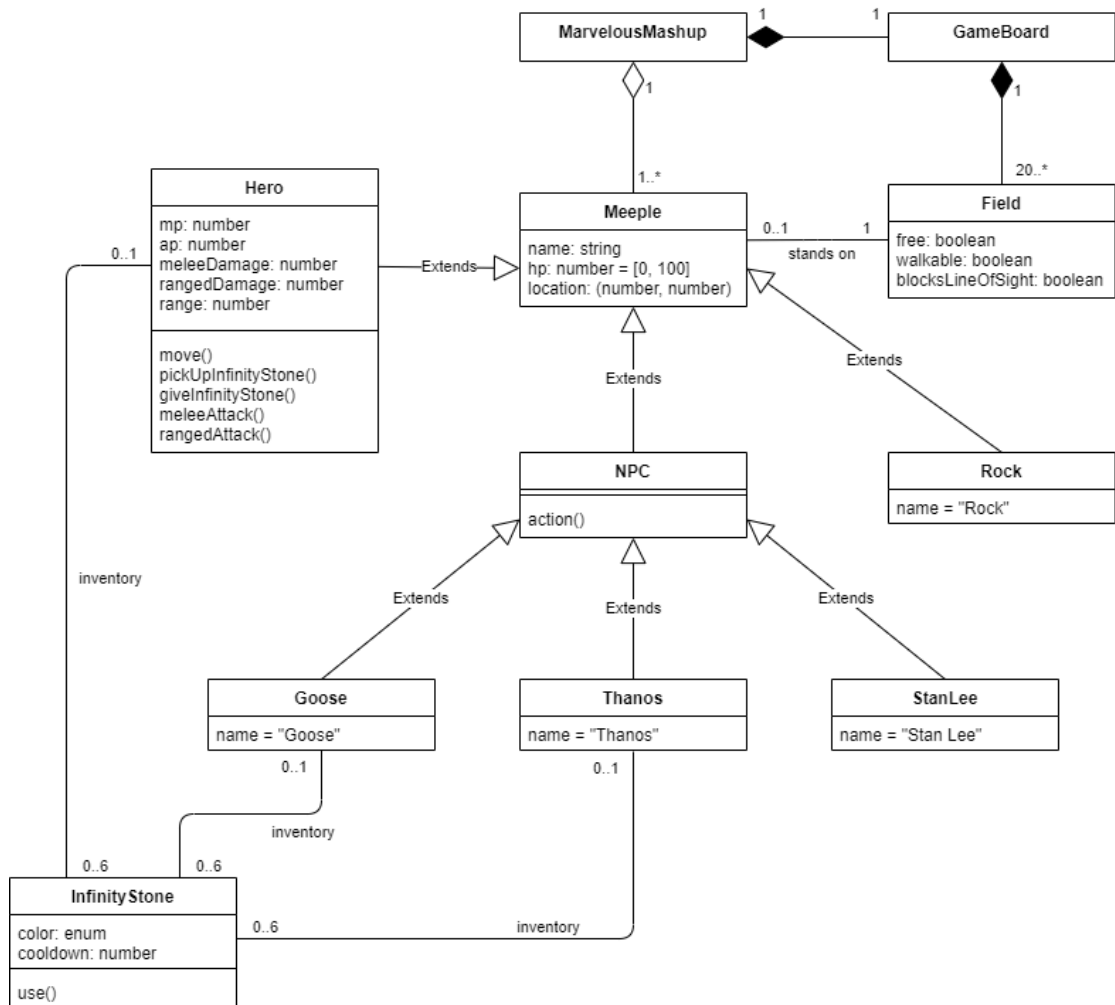 1
1
MarvelousMashup
GameBoard
1
1
1..*
20..*
Hero
mp: number
ap: number
meleeDamage: number
rangedDamage: number
range: number
move()
pickUpInfinityStone()
giveInfinityStone()
meleeAttack()
rangedAttack()
0..1
Extends
Meeple
name: string
hp: number = [0, 100]
location: (number, number)
0..1
1
stands on
Field
free: boolean
walkable: boolean
blocksLineOfSight: boolean
Extends
Extends
NPC
action()
Rock
name = "Rock"
inventory
Extends
Extends
Extends
Goose
name = "Goose"
Thanos
name = "Thanos"
StanLee
name = "Stan Lee"
0..1
0..1
inventory
0..6
0..6
InfinityStone
color: enum
cooldown: number
use()
0..6
inventory